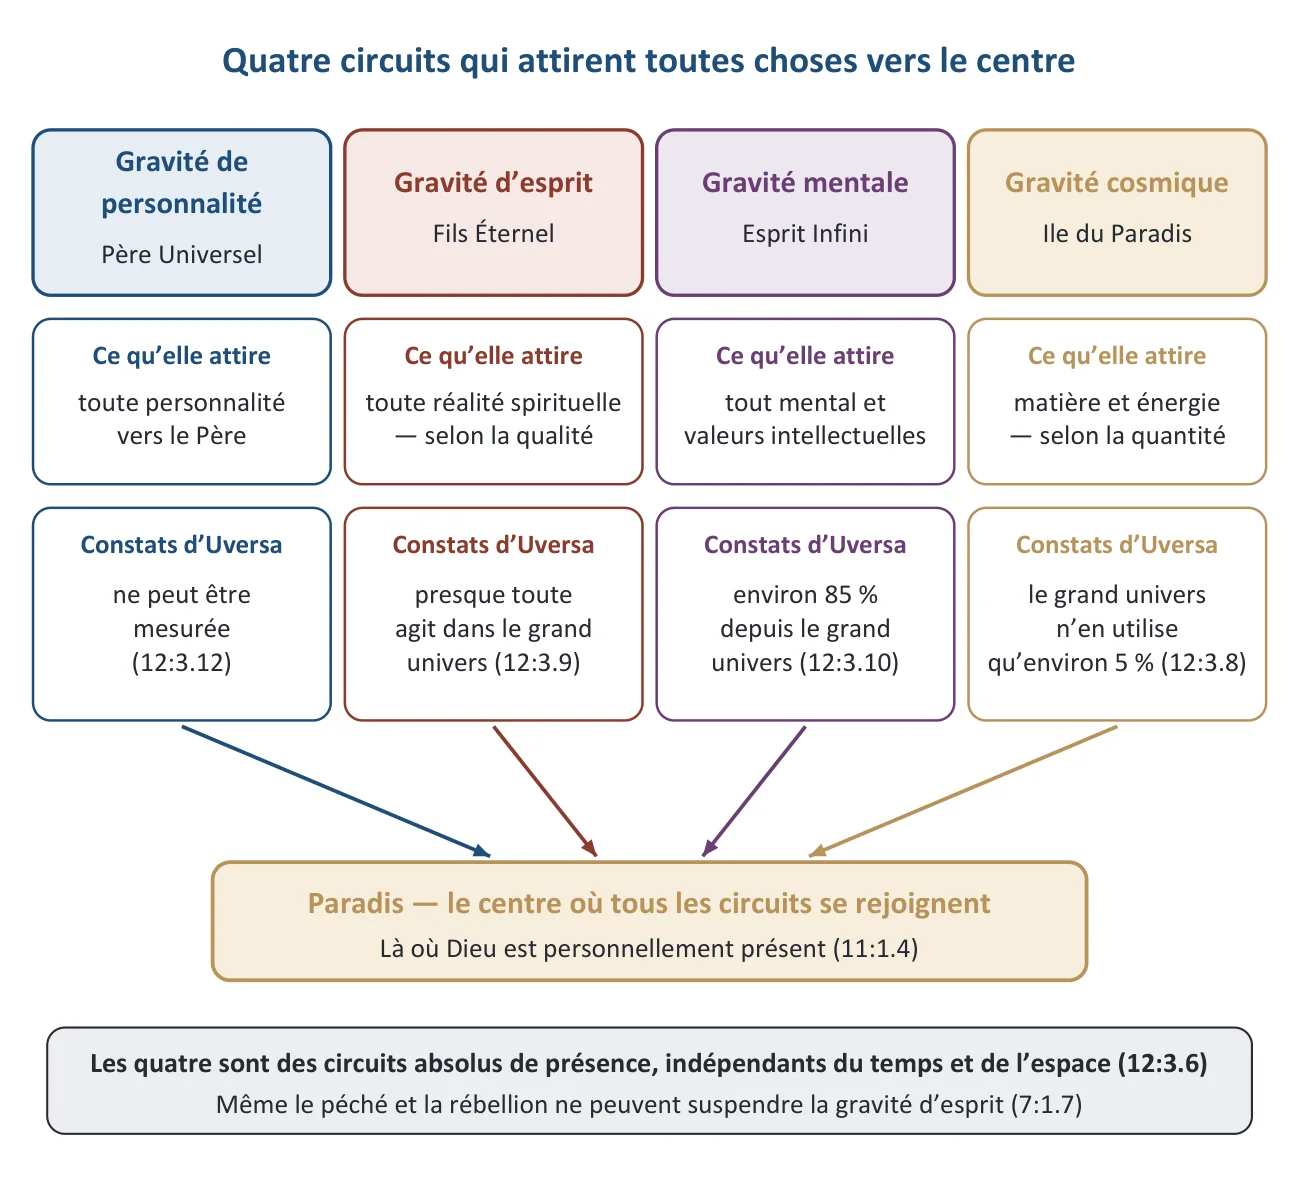 Quatre circuits qui attirent toutes choses vers le centre
Gravité de
personnalité
Père Universel
Gravité d’esprit
Fils Éternel
Gravité mentale
Esprit Infini
Gravité cosmique
Ile du Paradis
Ce qu’elle attire
toute personnalité
vers le Père
Ce qu’elle attire
toute réalité spirituelle
— selon la qualité
Ce qu’elle attire
tout mental et
valeurs intellectuelles
Ce qu’elle attire
matière et énergie
— selon la quantité
Constats d’Uversa
ne peut être
mesurée
(12:3.12)
Constats d’Uversa
presque toute
agit dans le grand
univers (12:3.9)
Constats d’Uversa
environ 85 %
depuis le grand
univers (12:3.10)
Constats d’Uversa
le grand univers
n’en utilise
qu’environ 5 % (12:3.8)
Paradis — le centre où tous les circuits se rejoignent
Là où Dieu est personnellement présent (11:1.4)
Les quatre sont des circuits absolus de présence, indépendants du temps et de l’espace (12:3.6)
Même le péché et la rébellion ne peuvent suspendre la gravité d’esprit (7:1.7)